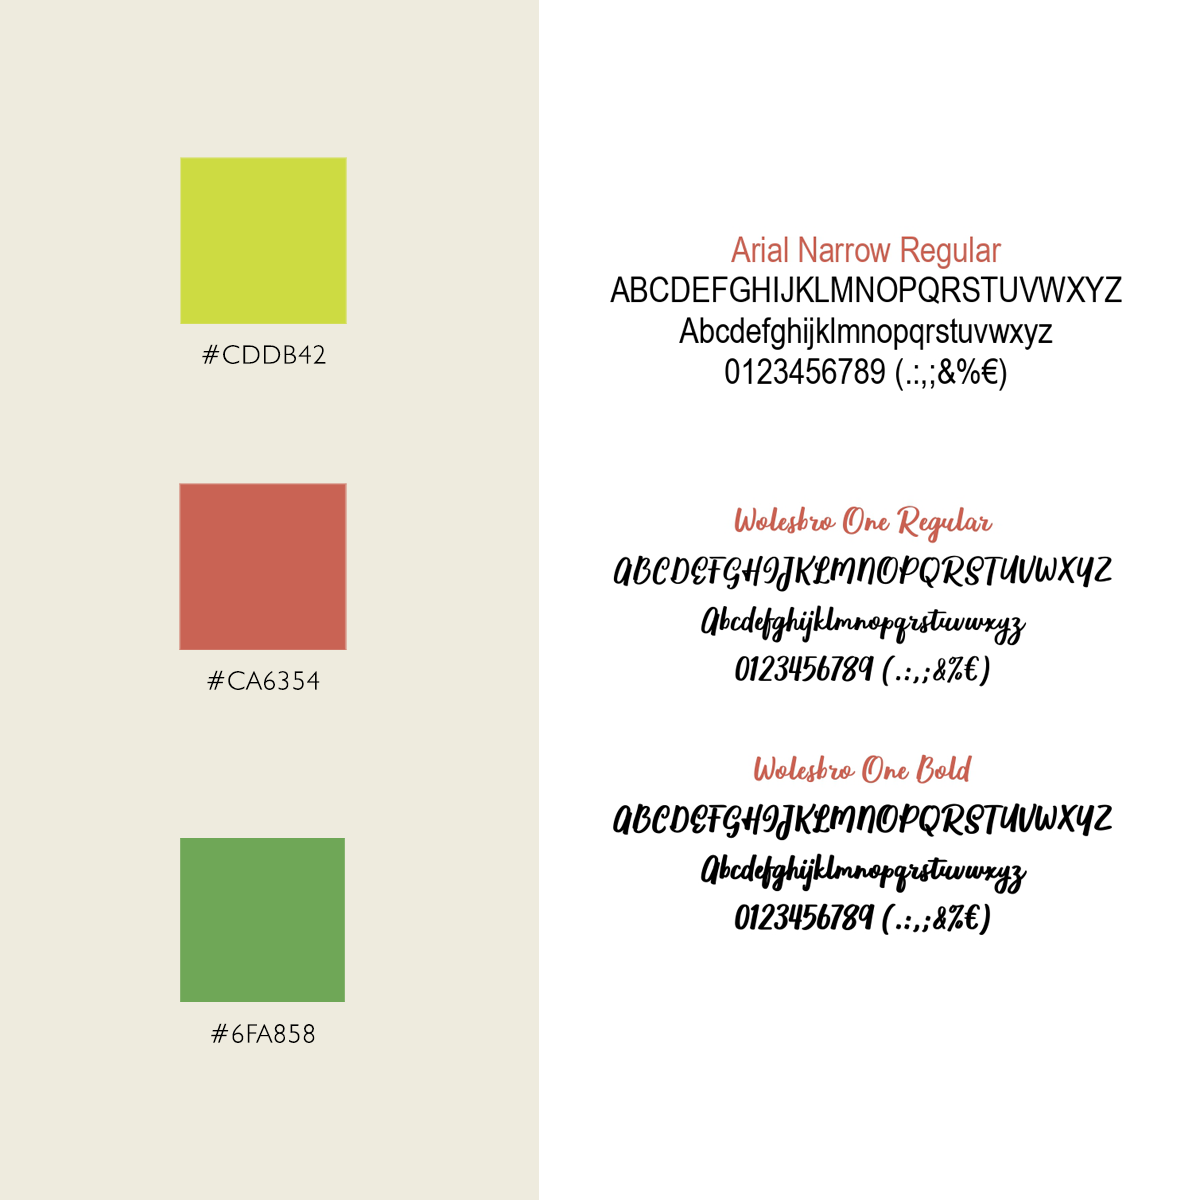 #CDDB42
#CA6354
#6FA858
Arial Narrow Regular
ABCDEFGHIJKLMNOPQRSTUVWXYZ
Abcdefghijklmnopqrstuvwxyz
0123456789 (.:,;&%€)
Wolesbro One Regular
ABCDEFGHIJKLMNOPQRSTUVWXYZ
Abcdefghijklmnopqrstuvwxyz
0123456789 (.:,;&%€)
Wolesbro One Bold
ABCDEFGHIJKLMNOPQRSTUVWXYZ
Abcdefghijklmnopqrstuvwxyz
0123456789 (.:,;&%€)